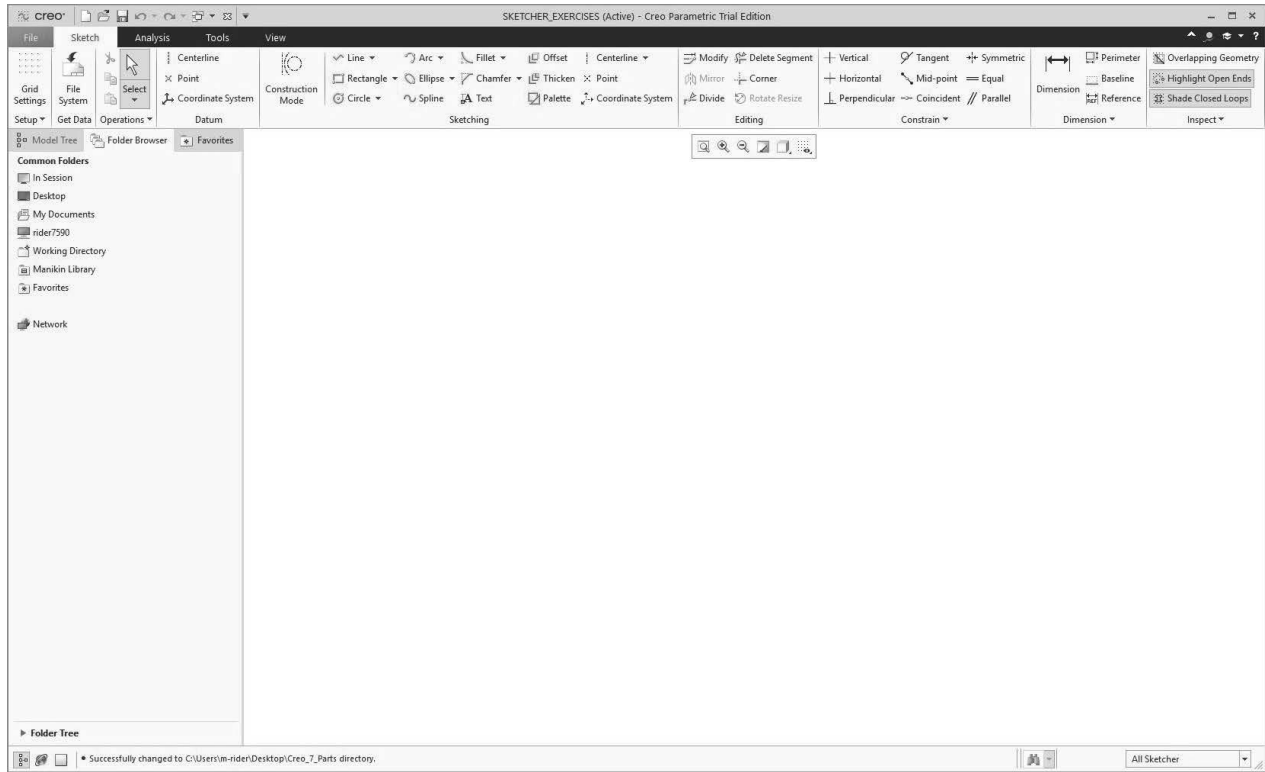 creo SKETCHER_EXERCISES (Active) - Creo Parametric Trial Edition
File Sketch Analysis Tools View
Grid Settings
File System
Select
Centerline
Point
Coordinate System
Construction Mode
Line Arc Fillet Offset Centerline
Rectangle Ellipse Chamfer Thicken Point
Circle Spline Text Palette Coordinate System
Modify Delete Segment
Mirror Corner
Divide Rotate Resize
Vertical Tangent Symmetric
Horizontal Mid-point Equal
Perpendicular Coincident Parallel
Dimension
Perimeter
Baseline
Reference
Overlapping Geometry
Highlight Open Ends
Shade Closed Loops
Setup Get Data Operations Datum Sketching Editing Constrain Dimension Inspect
Model Tree Folder Browser Favorites
Common Folders
In Session
Desktop
My Documents
rider7590
Working Directory
Manikin Library
Favorites
Network
Folder Tree
• Successfully changed to C:\Users\m-rider\Desktop\Creo_7_Parts directory.
All Sketcher